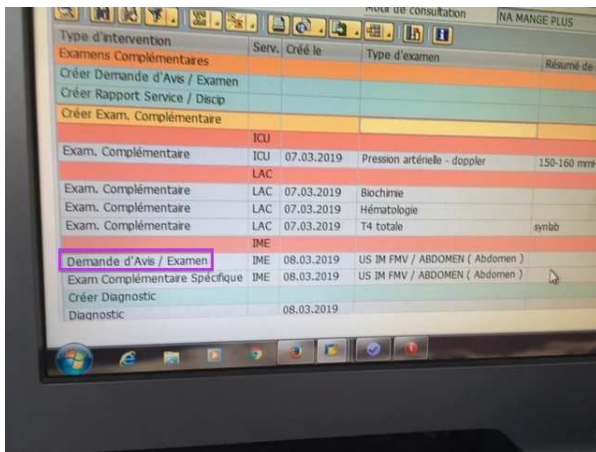 Motif de consultation NA MANGE PLUS
Type d'intervention Serv. Créé le Type d'examen Résumé de
Examens Complémentaires
Créer Demande d'Avis / Examen
Créer Rapport Service / Discip
Créer Exam. Complémentaire
ICU
Exam. Complémentaire ICU 07.03.2019 Pression artérielle - doppler 150-160 mmH
LAC
Exam. Complémentaire LAC 07.03.2019 Biochimie
Exam. Complémentaire LAC 07.03.2019 Hématologie
Exam. Complémentaire LAC 07.03.2019 T4 totale synlab
IME
Demande d'Avis / Examen IME 08.03.2019 US IM FMV / ABDOMEN ( Abdomen )
Exam Complémentaire Spécifique IME 08.03.2019 US IM FMV / ABDOMEN ( Abdomen )
Créer Diagnostic
Diagnostic 08.03.2019